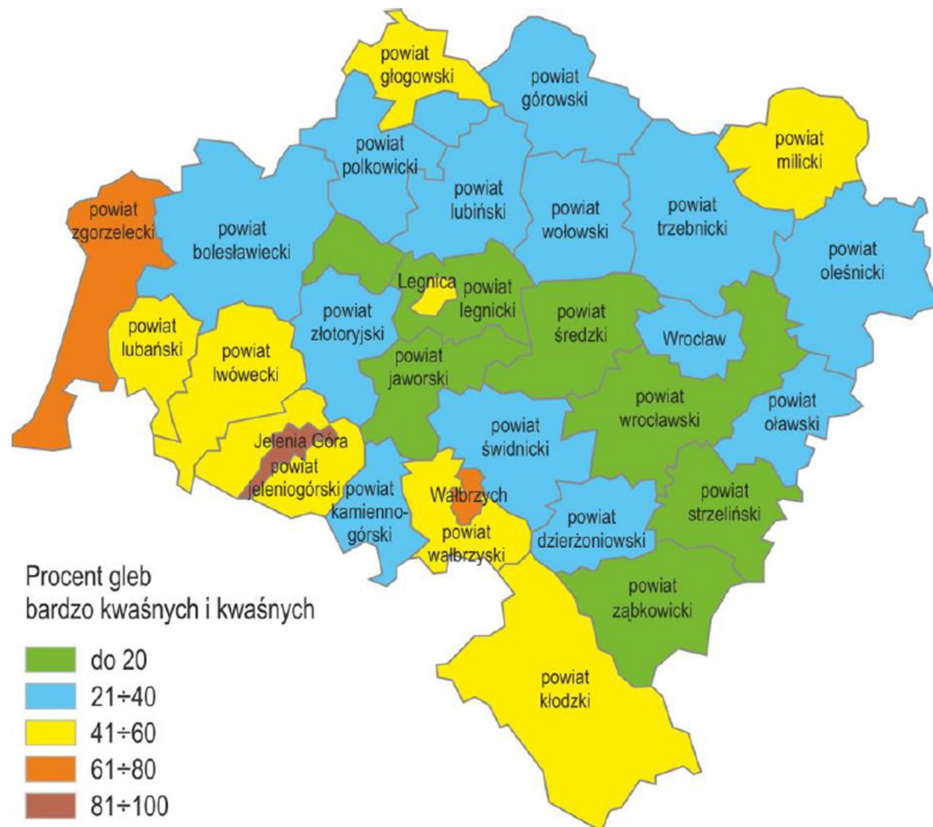 powiat
głogowski
powiat
górowski
powiat
milicki
powiat
polkowicki
powiat
lubiński
powiat
wołowski
powiat
trzebnicki
powiat
zgorzelecki
powiat
bolesławiecki
powiat
oleśnicki
Legnica
powiat
legnicki
powiat
złotoryjski
powiat
średzki
Wrocław
powiat
lubański
powiat
lwówecki
powiat
jaworski
powiat
wrocławski
powiat
oławski
powiat
świdnicki
Jelenia Góra
powiat
jeleniogórski
powiat
kamienno-
górski
Wałbrzych
powiat
wałbrzyski
powiat
dzierżoniowski
powiat
strzeliński
powiat
ząbkowicki
powiat
kłodzki
Procent gleb
bardzo kwaśnych i kwaśnych
do 20
21÷40
41÷60
61÷80
81÷100